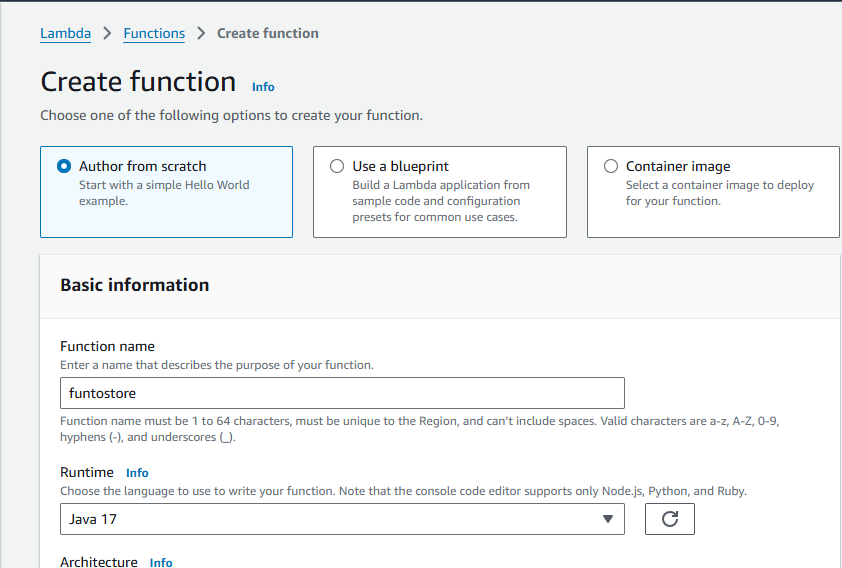 Lambda > Functions > Create function
Create function Info
Choose one of the following options to create your function.
Author from scratch
Start with a simple Hello World
example.
Use a blueprint
Build a Lambda application from
sample code and configuration
presets for common use cases.
Container image
Select a container image to deploy
for your function.
Basic information
Function name
Enter a name that describes the purpose of your function.
funtostore
Function name must be 1 to 64 characters, must be unique to the Region, and can't include spaces. Valid characters are a-z, A-Z, 0-9,
hyphens (-), and underscores (_).
Runtime Info
Choose the language to use to write your function. Note that the console code editor supports only Node.js, Python, and Ruby.
Java 17
Architecture Info